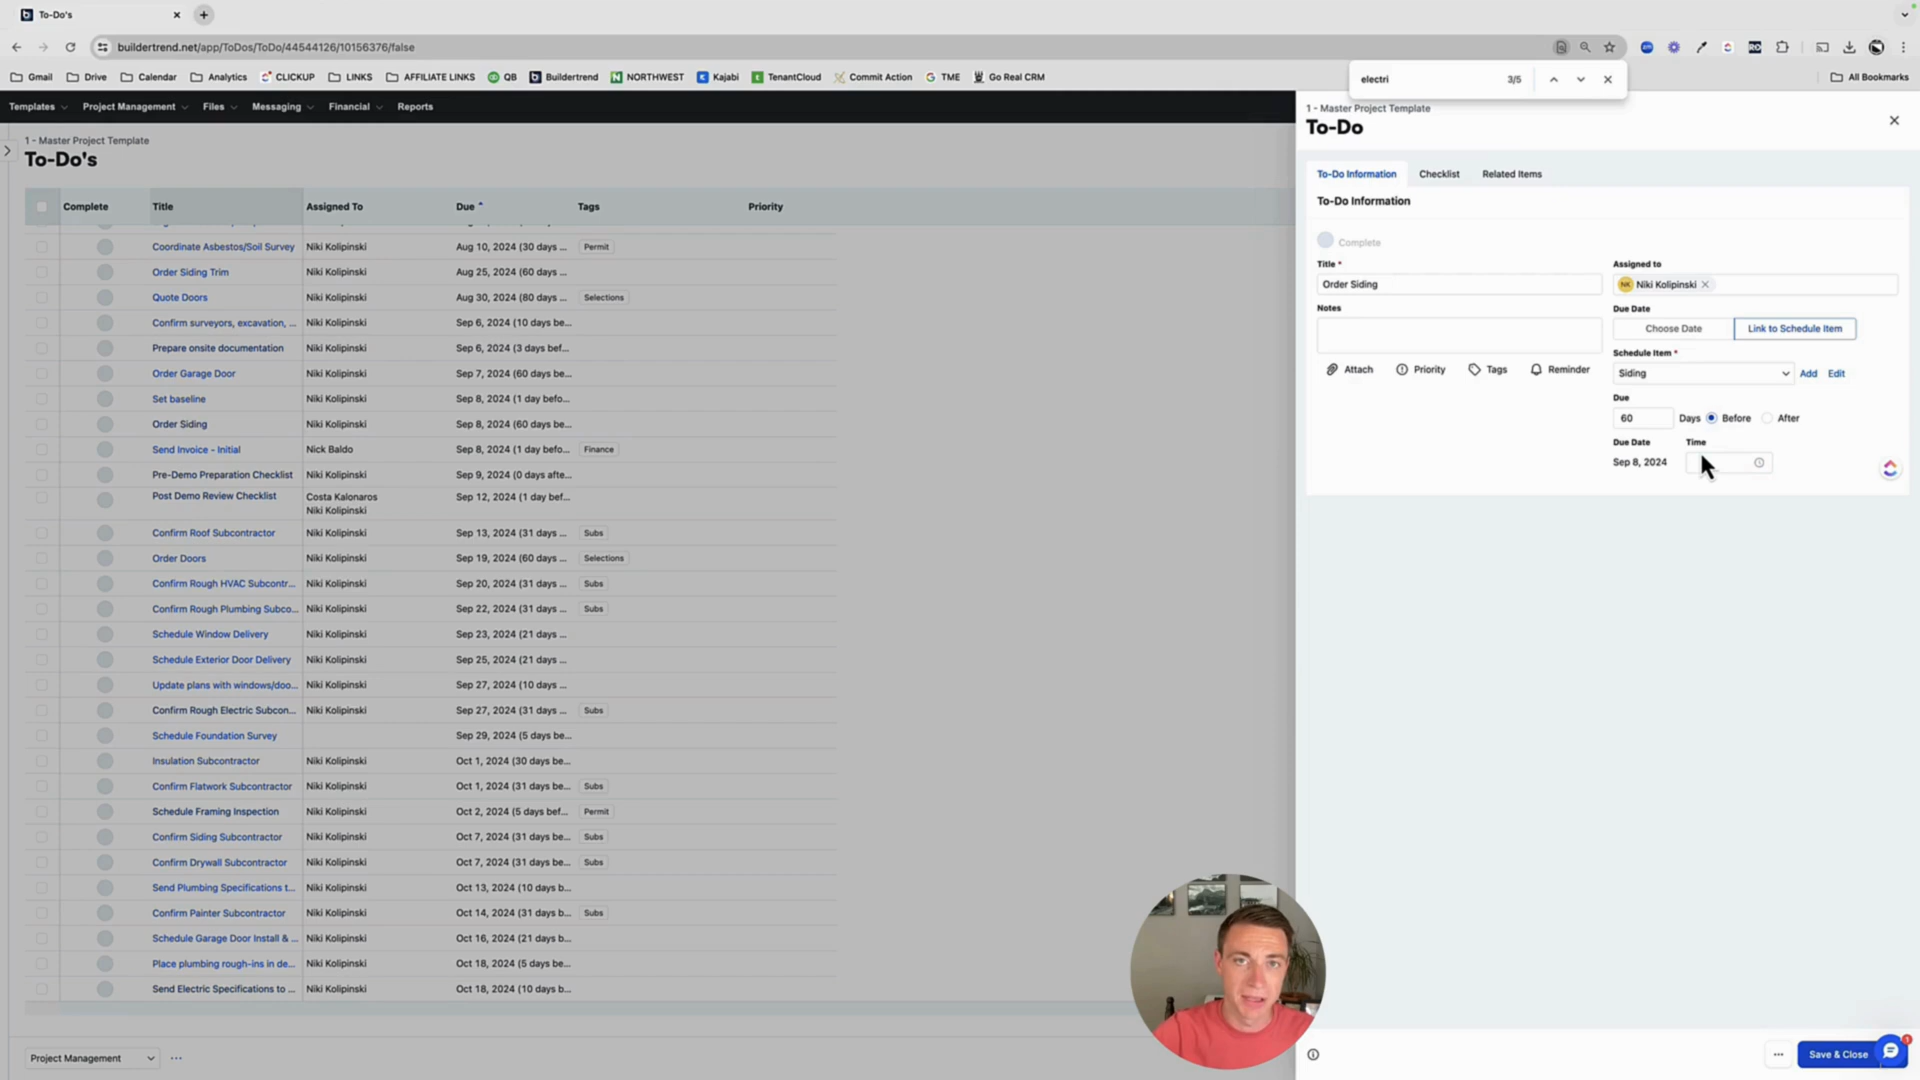 To-Do's
buildertrend.net/app/ToDos/ToDo/44544126/10156376/false
Gmail Drive Calendar Analytics CLICKUP LINKS AFFILIATE LINKS QB Buildertrend NORTHWEST Kajabi TenantCloud Commit Action TME Go Real CRM All Bookmarks
electri 3/5
Templates Project Management Files Messaging Financial Reports
1 - Master Project Template
To-Do's
Complete Title Assigned To Due Tags Priority
Coordinate Asbestos/Soil Survey Niki Kolipinski Aug 10, 2024 (30 days ... Permit
Order Siding Trim Niki Kolipinski Aug 25, 2024 (60 days ...
Quote Doors Niki Kolipinski Aug 30, 2024 (80 days ... Selections
Confirm surveyors, excavation, ... Niki Kolipinski Sep 6, 2024 (10 days be...
Prepare onsite documentation Niki Kolipinski Sep 6, 2024 (3 days bef...
Order Garage Door Niki Kolipinski Sep 7, 2024 (60 days be...
Set baseline Niki Kolipinski Sep 8, 2024 (1 day befo...
Order Siding Niki Kolipinski Sep 8, 2024 (60 days be...
Send Invoice - Initial Nick Baldo Sep 8, 2024 (1 day befo... Finance
Pre-Demo Preparation Checklist Niki Kolipinski Sep 9, 2024 (0 days afte...
Post Demo Review Checklist Costa Kalonaros Sep 12, 2024 (1 day bef...
Niki Kolipinski
Confirm Roof Subcontractor Niki Kolipinski Sep 13, 2024 (31 days ... Subs
Order Doors Niki Kolipinski Sep 19, 2024 (60 days ... Selections
Confirm Rough HVAC Subcontr... Niki Kolipinski Sep 20, 2024 (31 days ... Subs
Confirm Rough Plumbing Subco... Niki Kolipinski Sep 22, 2024 (31 days ... Subs
Schedule Window Delivery Niki Kolipinski Sep 23, 2024 (21 days ...
Schedule Exterior Door Delivery Niki Kolipinski Sep 25, 2024 (21 days ...
Update plans with windows/doo... Niki Kolipinski Sep 27, 2024 (10 days ...
Confirm Rough Electric Subcon... Niki Kolipinski Sep 27, 2024 (31 days ... Subs
Schedule Foundation Survey Sep 29, 2024 (5 days be...
Insulation Subcontractor Niki Kolipinski Oct 1, 2024 (30 days be...
Confirm Flatwork Subcontractor Niki Kolipinski Oct 1, 2024 (31 days be... Subs
Schedule Framing Inspection Niki Kolipinski Oct 2, 2024 (5 days bef... Permit
Confirm Siding Subcontractor Niki Kolipinski Oct 7, 2024 (31 days be... Subs
Confirm Drywall Subcontractor Niki Kolipinski Oct 7, 2024 (31 days be... Subs
Send Plumbing Specifications t... Niki Kolipinski Oct 13, 2024 (10 days b...
Confirm Painter Subcontractor Niki Kolipinski Oct 14, 2024 (31 days b... Subs
Schedule Garage Door Install & ... Niki Kolipinski Oct 16, 2024 (21 days b...
Place plumbing rough-ins in de... Niki Kolipinski Oct 18, 2024 (5 days be...
Send Electric Specifications to ... Niki Kolipinski Oct 18, 2024 (10 days b...
Project Management ...
1 - Master Project Template
To-Do
To-Do Information Checklist Related Items
To-Do Information
Complete
Title * Assigned to
Order Siding NK Niki Kolipinski
Notes Due Date
Choose Date Link to Schedule Item
Schedule Item *
Attach Priority Tags Reminder Siding Add Edit
Due
60 Days Before After
Due Date Time
Sep 8, 2024
... Save & Close 1